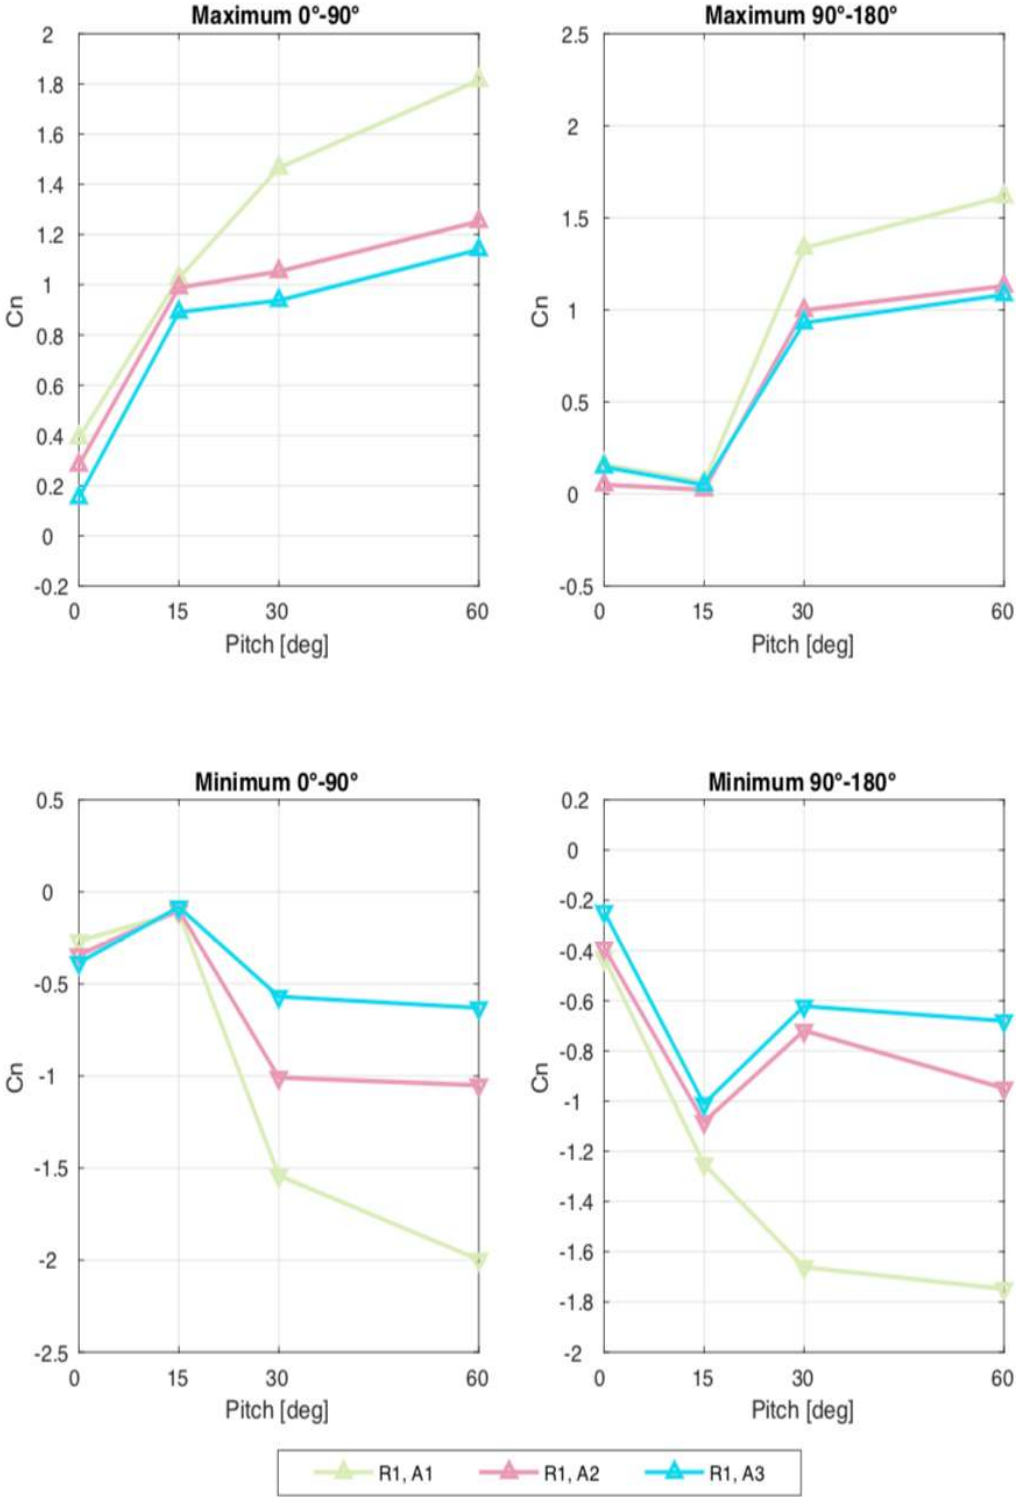 Maximum 0°-90°
2
1.8
1.6
1.4
1.2
1
0.8
0.6
0.4
0.2
0
-0.2
Cn
0 15 30 60
Pitch [deg]
Maximum 90°-180°
2.5
2
1.5
1
0.5
0
-0.5
Cn
0 15 30 60
Pitch [deg]
Minimum 0°-90°
0.5
0
-0.5
-1
-1.5
-2
-2.5
Cn
0 15 30 60
Pitch [deg]
Minimum 90°-180°
0.2
0
-0.2
-0.4
-0.6
-0.8
-1
-1.2
-1.4
-1.6
-1.8
-2
Cn
0 15 30 60
Pitch [deg]
R1, A1 R1, A2 R1, A3